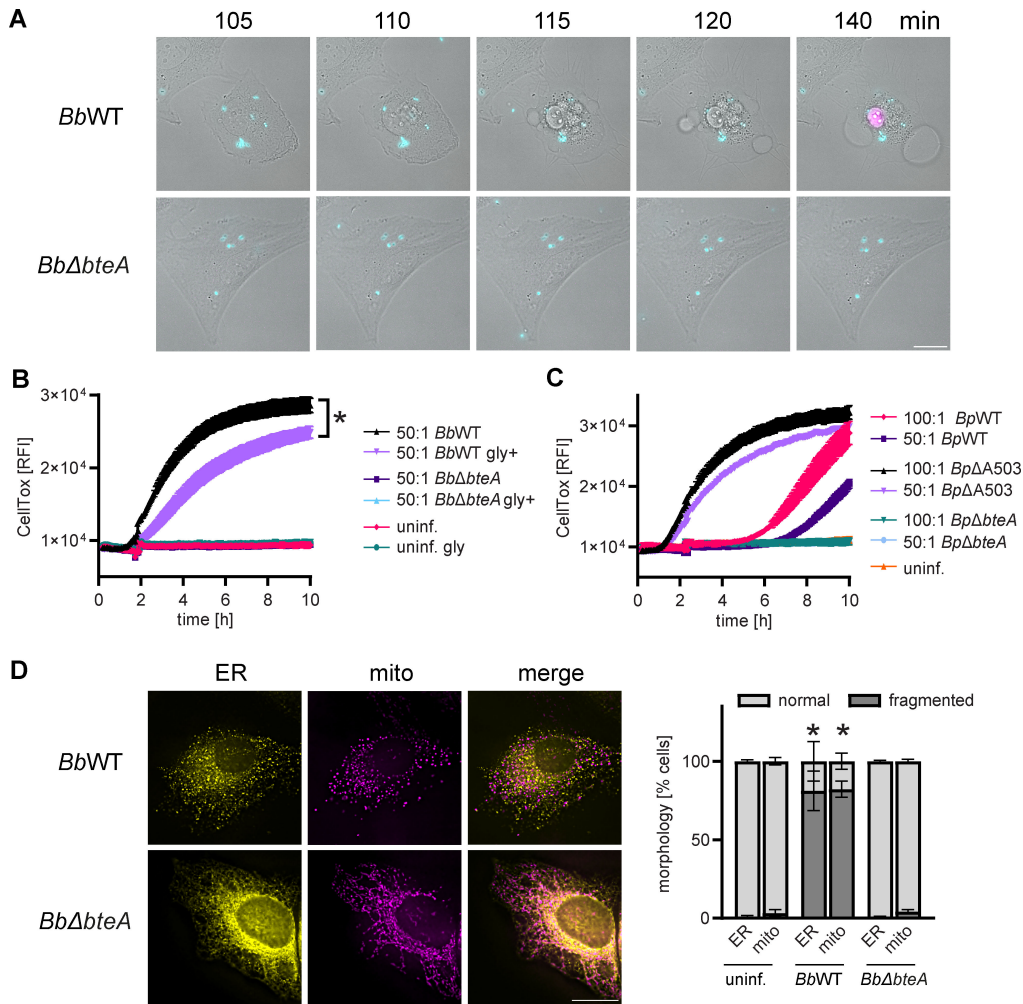 A
105 110 115 120 140 min
BbWT
BbΔbteA
B
CellTox [RFI]
3×10⁴
2×10⁴
1×10⁴
0 2 4 6 8 10
time [h]
*
50:1 BbWT
50:1 BbWT gly+
50:1 BbΔbteA
50:1 BbΔbteA gly+
uninf.
uninf. gly
C
CellTox [RFI]
3×10⁴
2×10⁴
1×10⁴
0 2 4 6 8 10
time [h]
100:1 BpWT
50:1 BpWT
100:1 BpΔA503
50:1 BpΔA503
100:1 BpΔbteA
50:1 BpΔbteA
uninf.
D
ER mito merge
BbWT
BbΔbteA
normal fragmented
* *
morphology [% cells]
100
50
0
ER mito ER mito ER mito
uninf. BbWT BbΔbteA